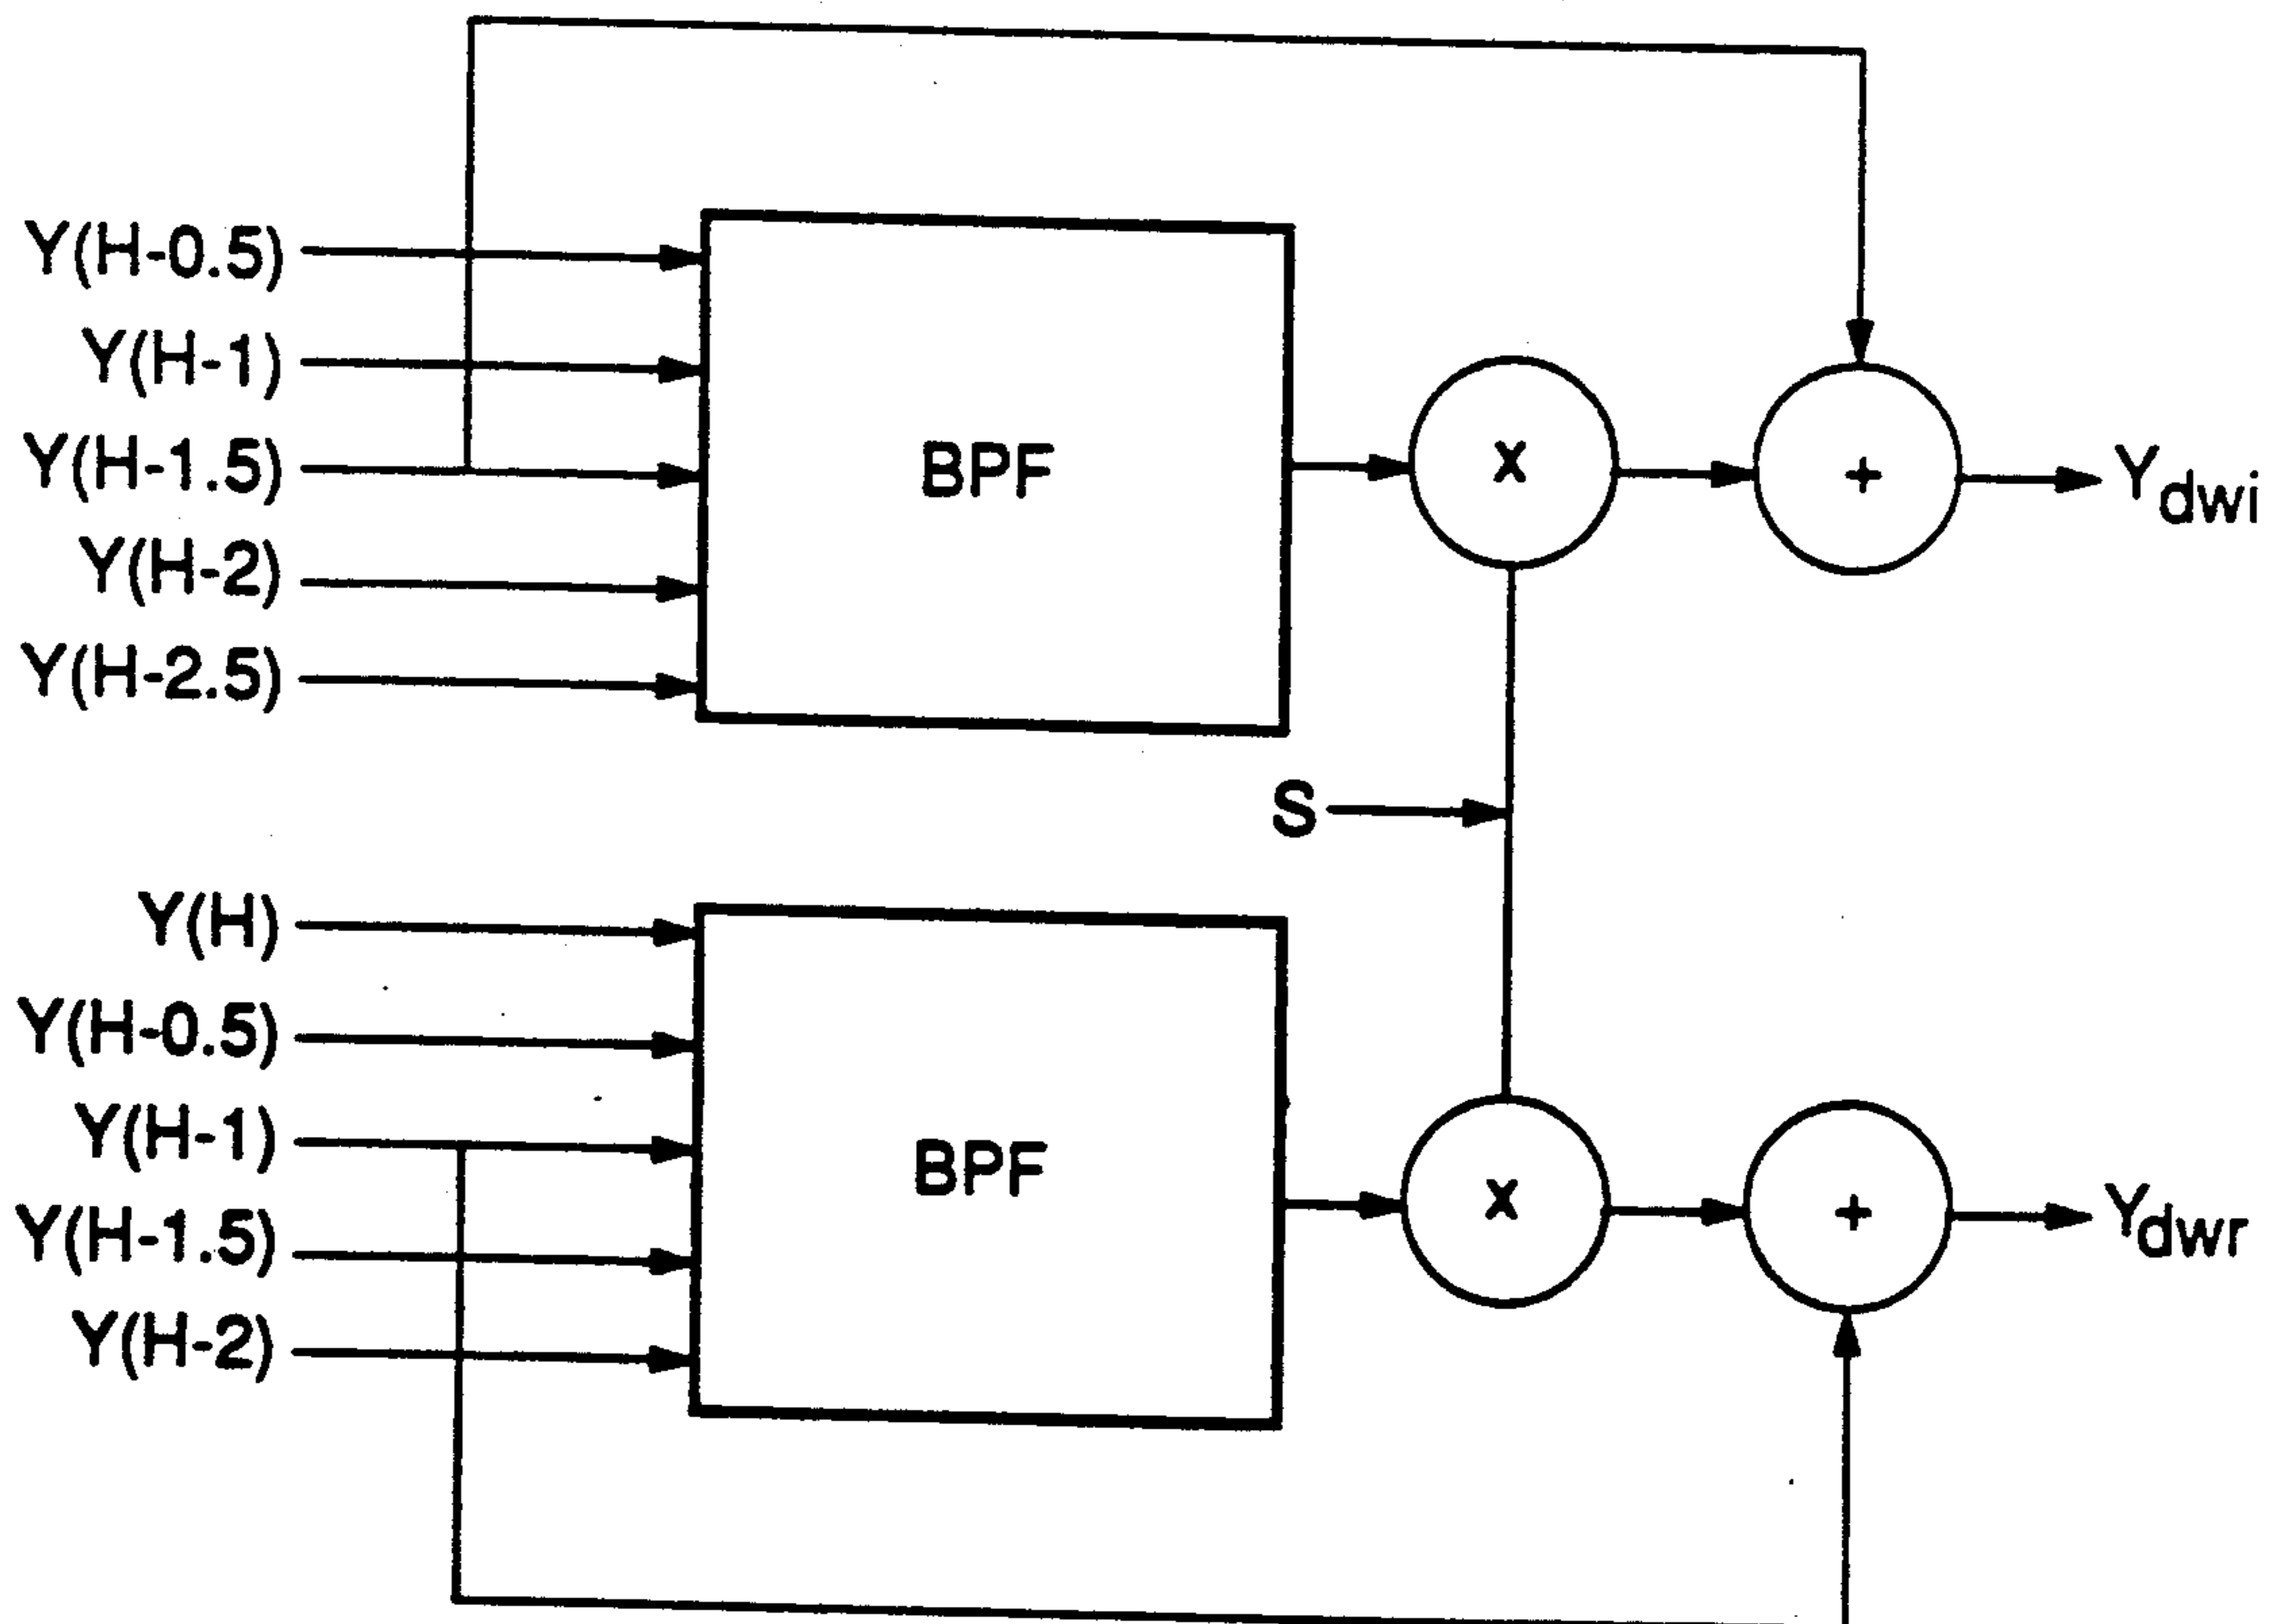 Y(H-0.5)
Y(H-1)
Y(H-1.5)
Y(H-2)
Y(H-2.5)
BPF
x
+
Ydwi
S
Y(H)
Y(H-0.5)
Y(H-1)
Y(H-1.5)
Y(H-2)
BPF
x
+
Ydwr